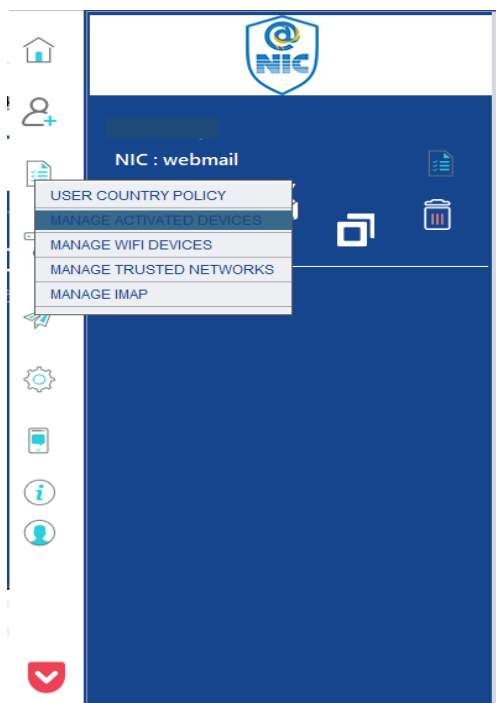 @
NIC
NIC : webmail
USER COUNTRY POLICY
MANAGE ACTIVATED DEVICES
MANAGE WIFI DEVICES
MANAGE TRUSTED NETWORKS
MANAGE IMAP